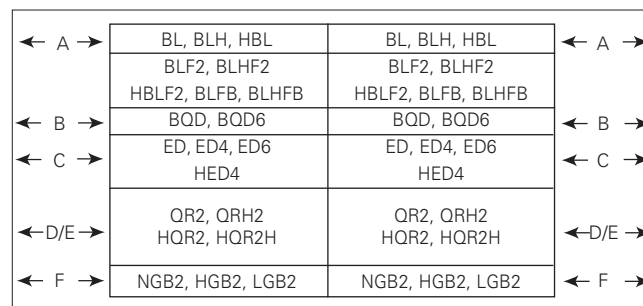 A BL, BLH, HBL BL, BLH, HBL A
BLF2, BLHF2 BLF2, BLHF2
HBLF2, BLFB, BLHFB HBLF2, BLFB, BLHFB
B BQD, BQD6 BQD, BQD6 B
C ED, ED4, ED6 ED, ED4, ED6 C
HED4 HED4
QR2, QRH2 QR2, QRH2
D/E HQR2, HQR2H HQR2, HQR2H D/E
F NGB2, HGB2, LGB2 NGB2, HGB2, LGB2 F